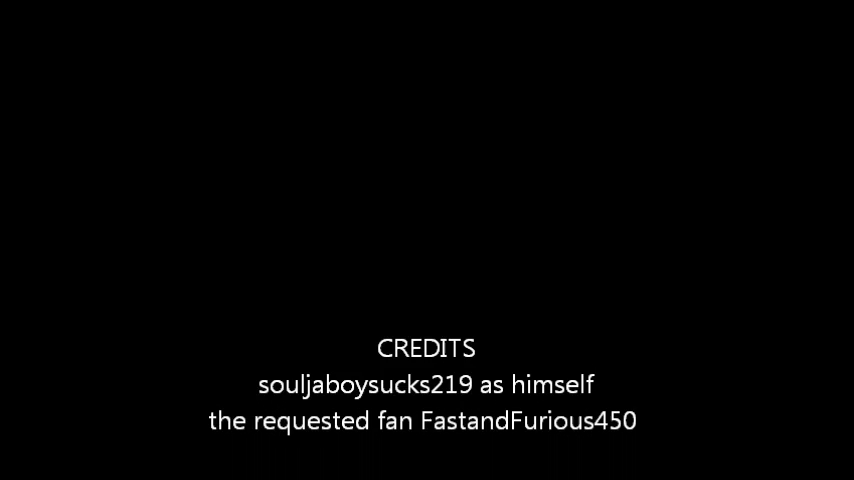 CREDITS
souljaboysucks219 as himself
the requested fan FastandFurious450